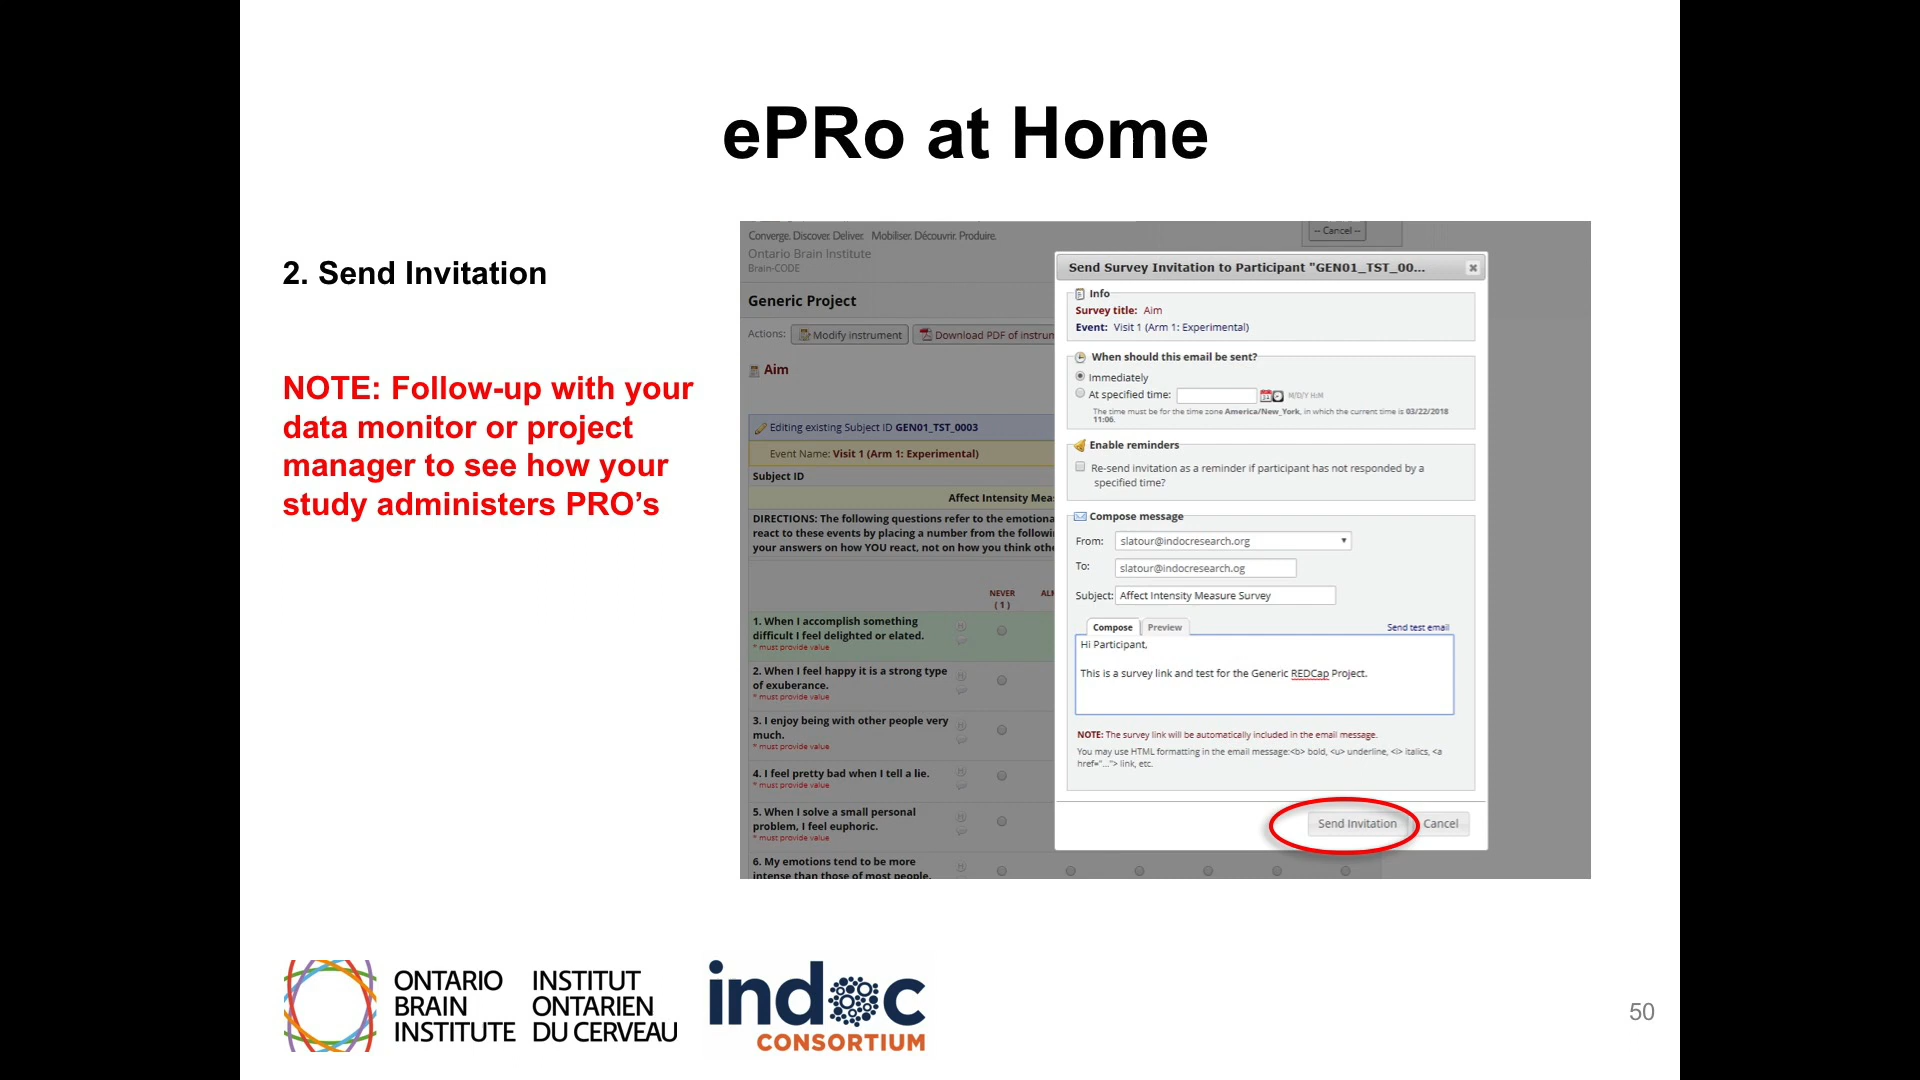 ePRo at Home
2. Send Invitation
NOTE: Follow-up with your
data monitor or project
manager to see how your
study administers PRO’s
Converge. Discover. Deliver. Mobiliser. Découvrir. Produire.
Ontario Brain Institute
Brain-CODE
Generic Project
Actions: Modify instrument Download PDF of instrun
Aim
Editing existing Subject ID GEN01_TST_0003
Event Name: Visit 1 (Arm 1: Experimental)
Subject ID
Affect Intensity Mea
DIRECTIONS: The following questions refer to the emotiona
react to these events by placing a number from the followi
your answers on how YOU react, not on how you think othe
NEVER
( 1 )
1. When I accomplish something
difficult I feel delighted or elated.
* must provide value
2. When I feel happy it is a strong type
of exuberance.
* must provide value
3. I enjoy being with other people very
much.
* must provide value
4. I feel pretty bad when I tell a lie.
* must provide value
5. When I solve a small personal
problem, I feel euphoric.
* must provide value
6. My emotions tend to be more
intense than those of most people.
-- Cancel --
Send Survey Invitation to Participant "GEN01_TST_00...
Info
Survey title: Aim
Event: Visit 1 (Arm 1: Experimental)
When should this email be sent?
Immediately
At specified time: M/D/Y H:M
The time must be for the time zone America/New_York, in which the current time is 03/22/2018
11:06.
Enable reminders
Re-send invitation as a reminder if participant has not responded by a
specified time?
Compose message
From: slatour@indocresearch.org
To: slatour@indocresearch.og
Subject: Affect Intensity Measure Survey
Compose Preview Send test email
Hi Participant,
This is a survey link and test for the Generic REDCap Project.
NOTE: The survey link will be automatically included in the email message.
You may use HTML formatting in the email message:<b> bold, <u> underline, <i> italics, <a
href="..."> link, etc.
Send Invitation Cancel
ONTARIO INSTITUT
BRAIN ONTARIEN
INSTITUTE DU CERVEAU
indoc
CONSORTIUM
50